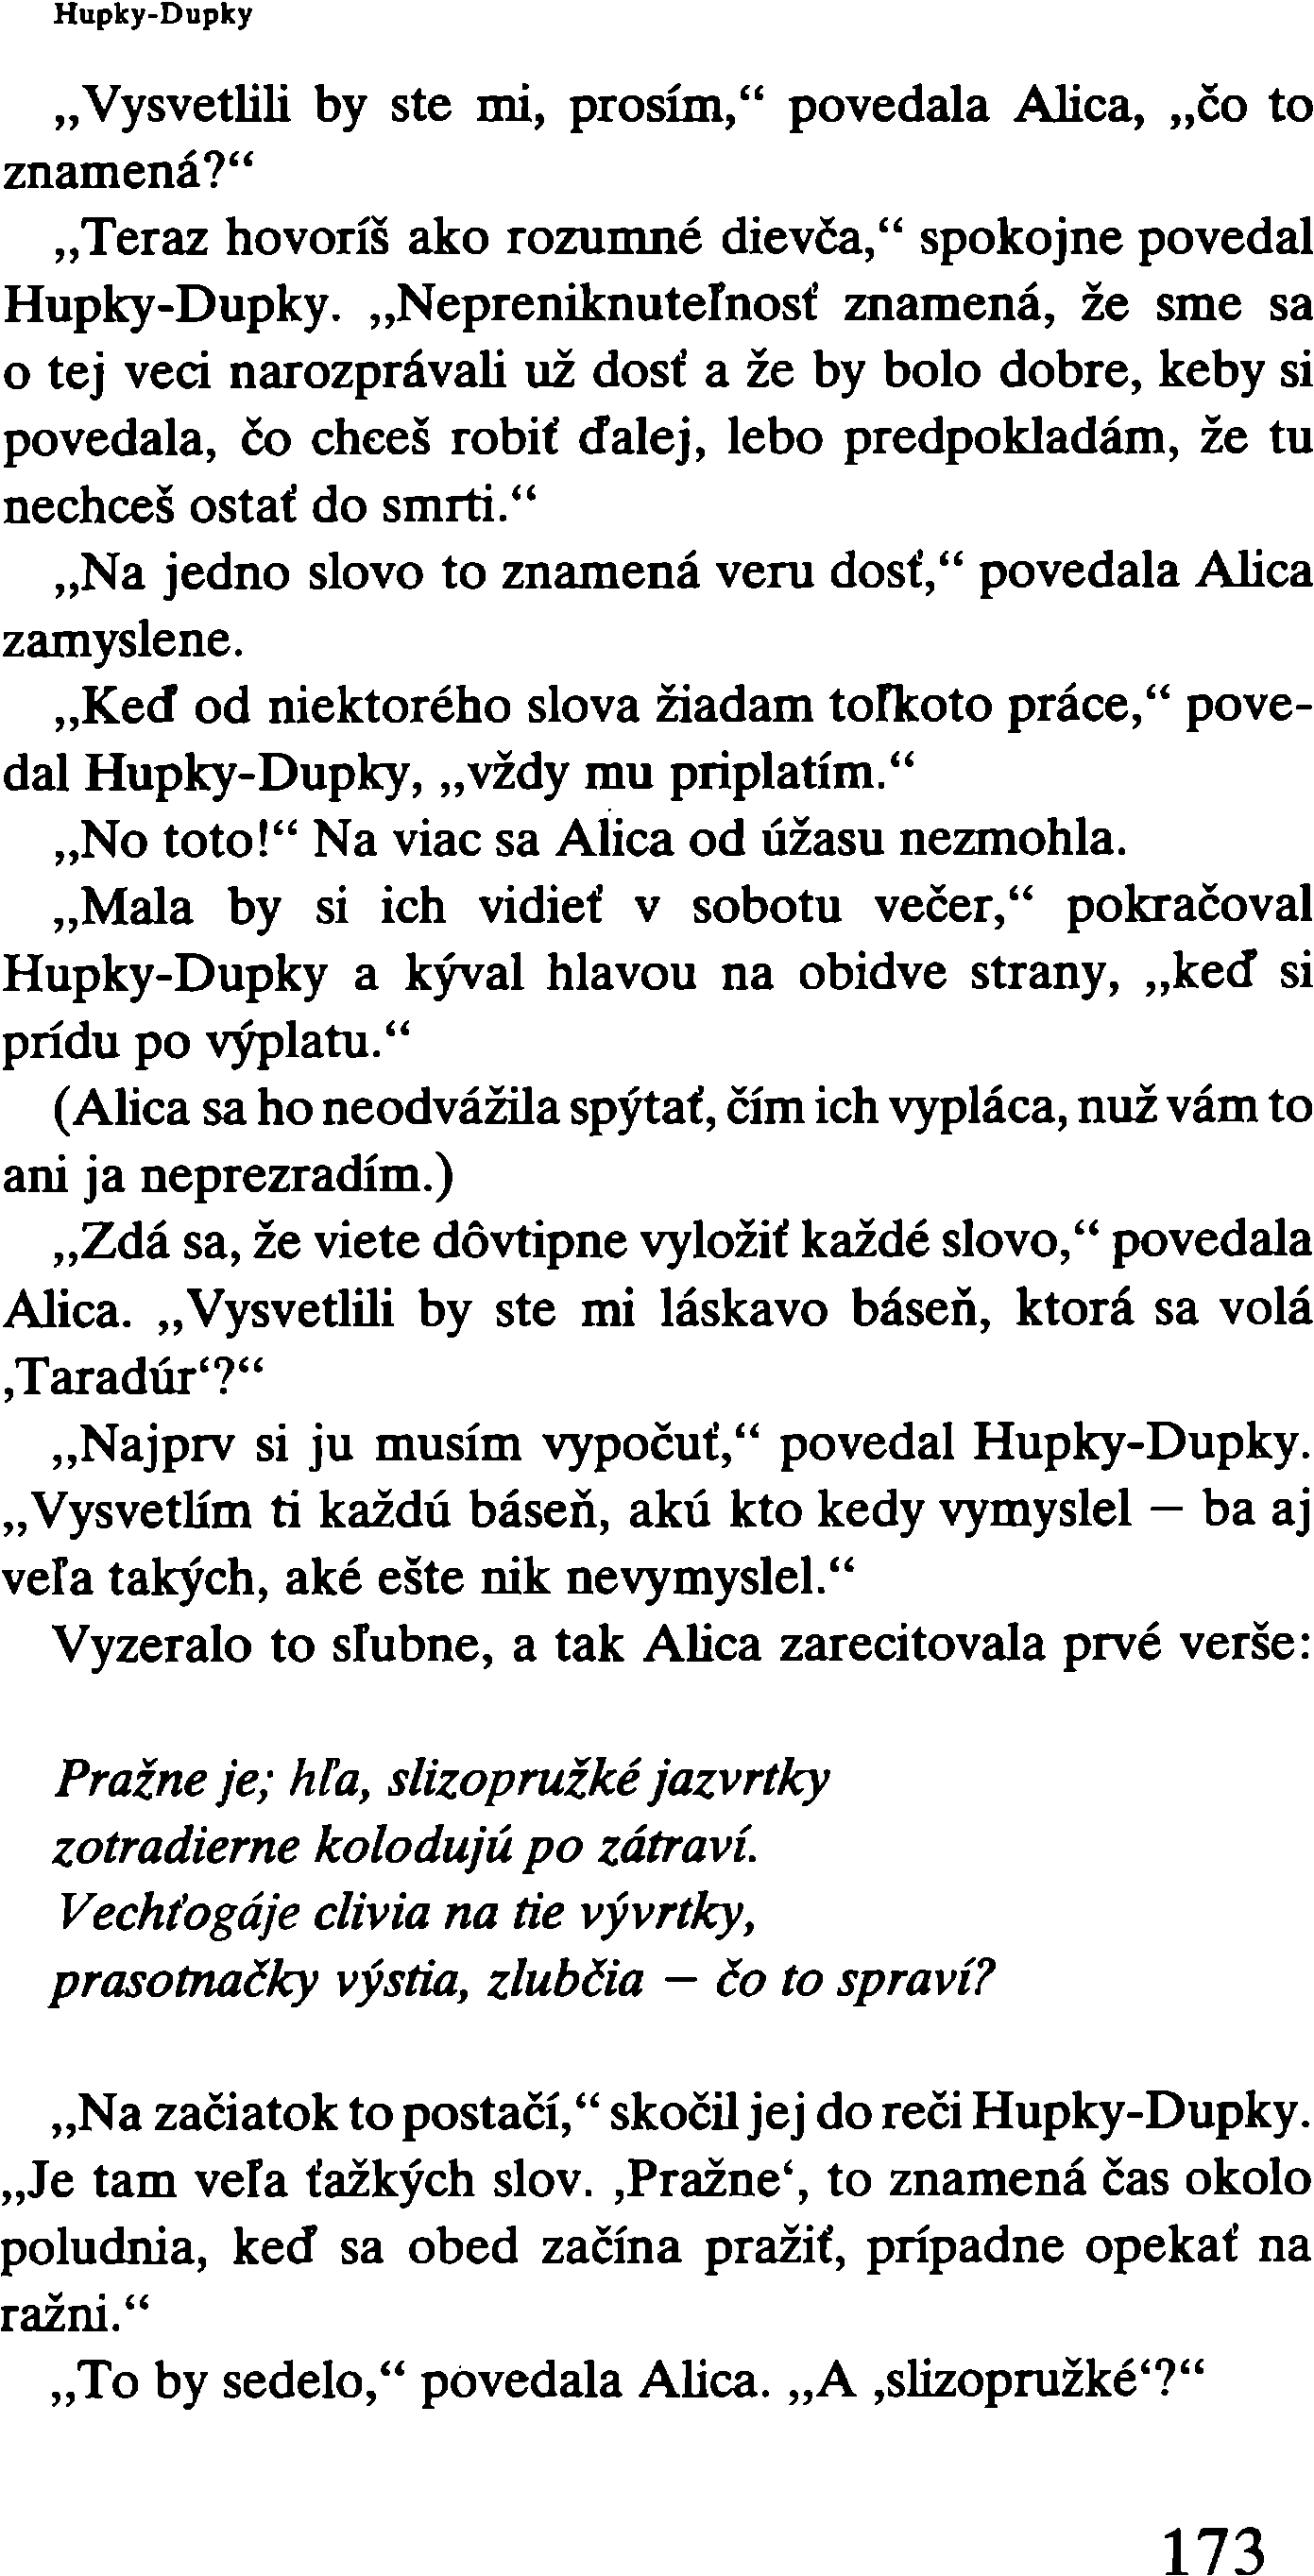 Hupky-Dupky
„Vysvetlili by ste mi, prosím,“ povedala Alica, „čo to
znamená?“
„Teraz hovoríš ako rozumné dievča,“ spokojne povedal
Hupky-Dupky. „Nepreniknuteľnosť znamená, že sme sa
o tej veci narozprávali už dosť a že by bolo dobre, keby si
povedala, čo chceš robiť ďalej, lebo predpokladám, že tu
nechceš ostať do smrti.“
„Na jedno slovo to znamená veru dosť,“ povedala Alica
zamyslene.
„Keď od niektorého slova žiadam toľkoto práce,“ pove-
dal Hupky-Dupky, „vždy mu priplatím.“
„No toto!“ Na viac sa Alica od úžasu nezmohla.
„Mala by si ich vidieť v sobotu večer,“ pokračoval
Hupky-Dupky a kýval hlavou na obidve strany, „keď si
prídu po výplatu.“
(Alica sa ho neodvážila spýtať, čím ich vypláca, nuž vám to
ani ja neprezradím.)
„Zdá sa, že viete dôvtipne vyložiť každé slovo,“ povedala
Alica. „Vysvetlili by ste mi láskavo báseň, ktorá sa volá
‚Taradúr‘?“
„Najprv si ju musím vypočuť,“ povedal Hupky-Dupky.
„Vysvetlím ti každú báseň, akú kto kedy vymyslel — ba aj
veľa takých, aké ešte nik nevymyslel.“
Vyzeralo to sľubne, a tak Alica zarecitovala prvé verše:
Pražne je; hľa, slizopružké jazvrtky
zotradierne kolodujú po zátraví.
Vechťogáje clivia na tie vývrtky,
prasotnačky výstia, zlubčia — čo to spraví?
„Na začiatok to postačí,“ skočil jej do reči Hupky-Dupky.
„Je tam veľa ťažkých slov. ‚Pražne‘, to znamená čas okolo
poludnia, keď sa obed začína pražiť, prípadne opekať na
ražni.“
„To by sedelo,“ povedala Alica. „A ‚slizopružké‘?“
173